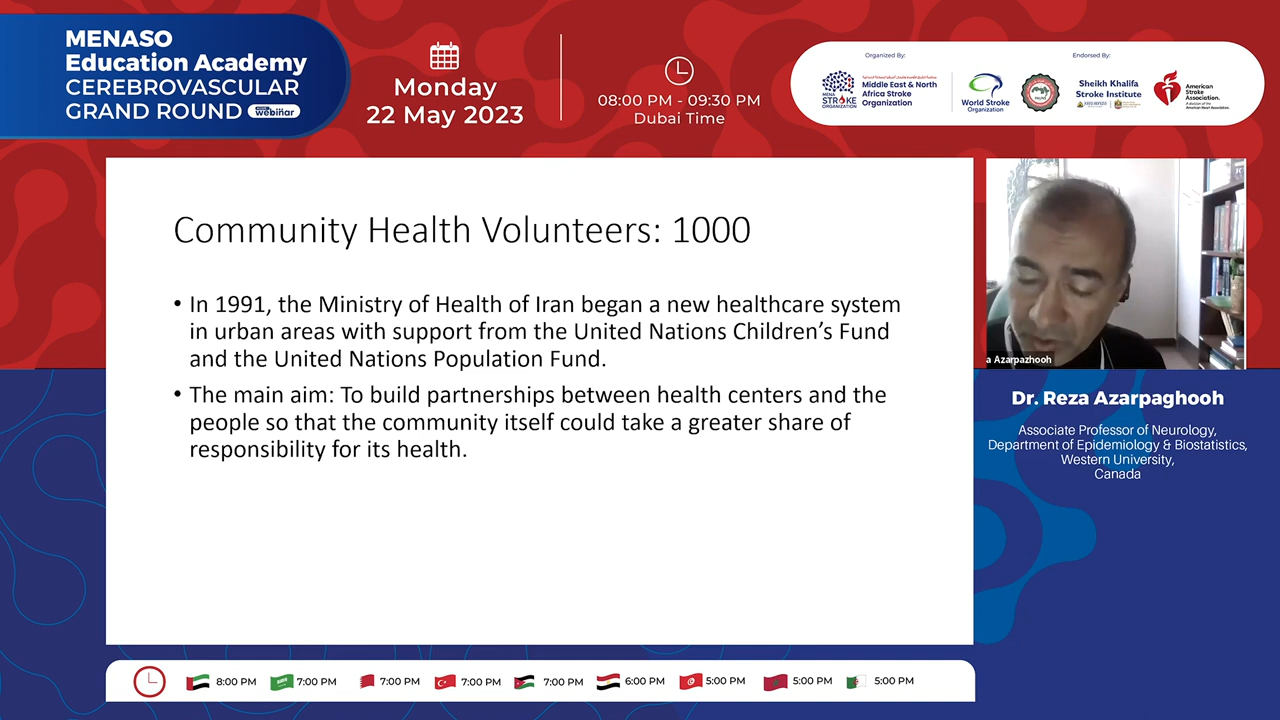 MENASO
Education Academy
CEREBROVASCULAR
GRAND ROUND
webinar
Monday
22 May 2023
08:00 PM - 09:30 PM
Dubai Time
Organized By:
Endorsed By:
MENA
STROKE
ORGANIZATION
Middle East & North
Africa Stroke
Organization
World Stroke
Organization
Sheikh Khalifa
Stroke Institute
American
Stroke
Association.
A division of the
American Heart Association.
Community Health Volunteers: 1000
• In 1991, the Ministry of Health of Iran began a new healthcare system
in urban areas with support from the United Nations Children’s Fund
and the United Nations Population Fund.
• The main aim: To build partnerships between health centers and the
people so that the community itself could take a greater share of
responsibility for its health.
a Azarpazhooh
Dr. Reza Azarpaghooh
Associate Professor of Neurology,
Department of Epidemiology & Biostatistics,
Western University,
Canada
8:00 PM 7:00 PM 7:00 PM 7:00 PM 7:00 PM 6:00 PM 5:00 PM 5:00 PM 5:00 PM